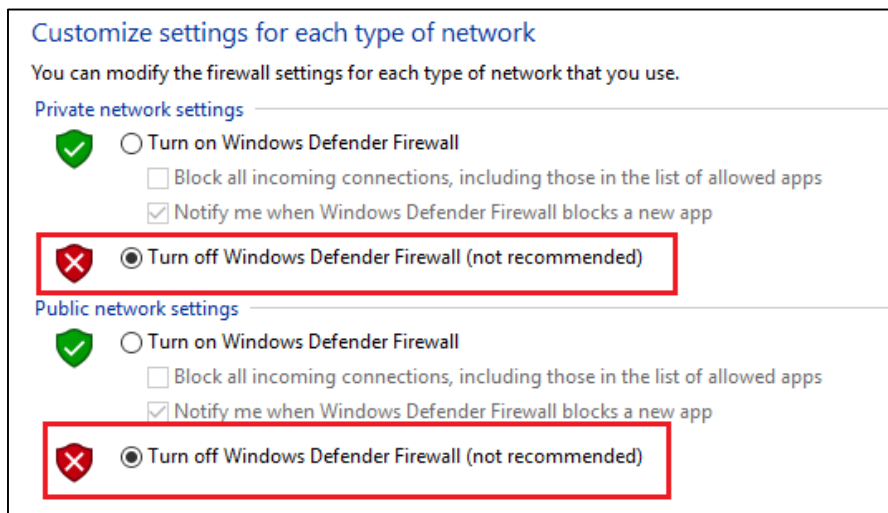 Customize settings for each type of network
You can modify the firewall settings for each type of network that you use.
Private network settings
Turn on Windows Defender Firewall
Block all incoming connections, including those in the list of allowed apps
Notify me when Windows Defender Firewall blocks a new app
Turn off Windows Defender Firewall (not recommended)
Public network settings
Turn on Windows Defender Firewall
Block all incoming connections, including those in the list of allowed apps
Notify me when Windows Defender Firewall blocks a new app
Turn off Windows Defender Firewall (not recommended)